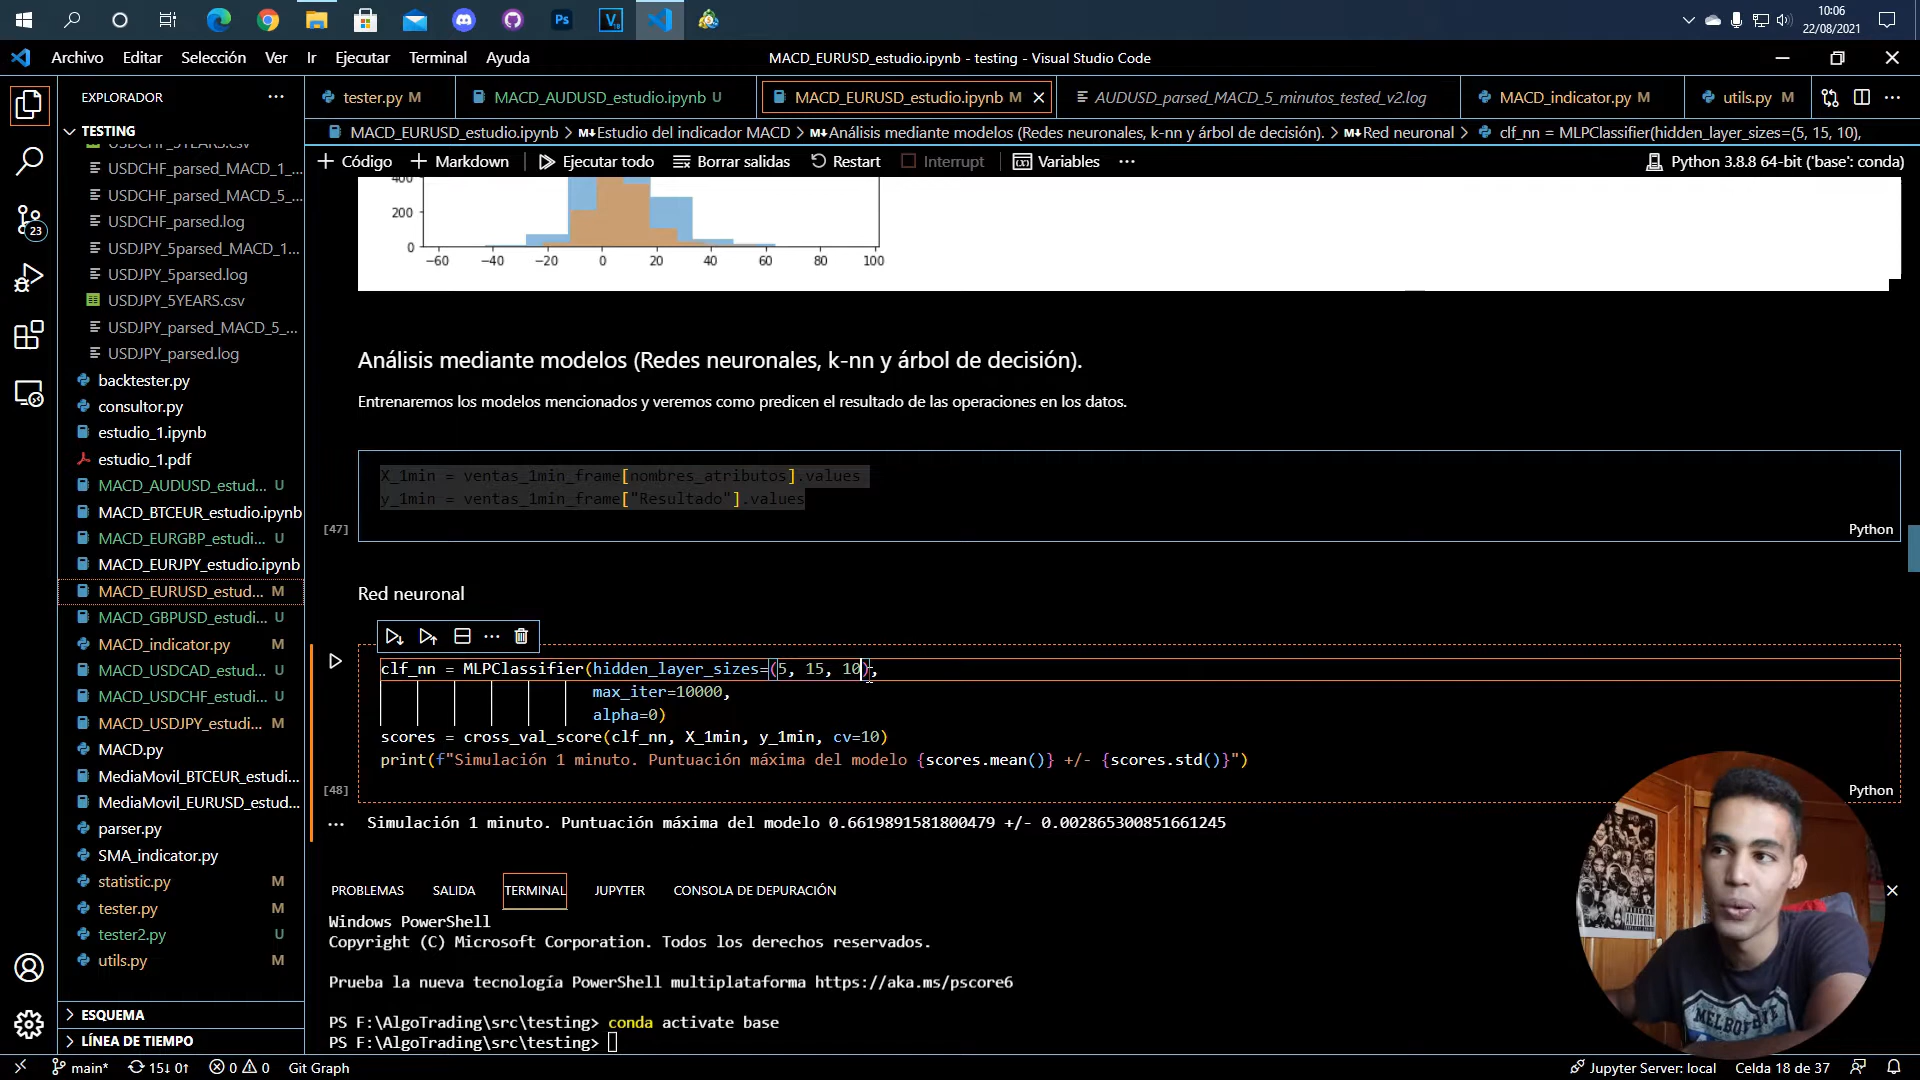 10:06
22/08/2021
Archivo Editar Selección Ver Ir Ejecutar Terminal Ayuda
MACD_EURUSD_estudio.ipynb - testing - Visual Studio Code
EXPLORADOR
tester.py M
MACD_AUDUSD_estudio.ipynb U
MACD_EURUSD_estudio.ipynb M
AUDUSD_parsed_MACD_5_minutos_tested_v2.log
MACD_indicator.py M
utils.py M
TESTING
MACD_EURUSD_estudio.ipynb > M↓Estudio del indicador MACD > M↓Análisis mediante modelos (Redes neuronales, k-nn y árbol de decisión). > M↓Red neuronal > clf_nn = MLPClassifier(hidden_layer_sizes=(5, 15, 10),
Código Markdown Ejecutar todo Borrar salidas Restart Interrupt Variables ···
Python 3.8.8 64-bit ('base': conda)
USDCHF_5YEARS.csv
USDCHF_parsed_MACD_1_...
USDCHF_parsed_MACD_5_...
USDCHF_parsed.log
USDJPY_5parsed_MACD_1...
USDJPY_5parsed.log
USDJPY_5YEARS.csv
USDJPY_parsed_MACD_5_...
USDJPY_parsed.log
backtester.py
consultor.py
estudio_1.ipynb
estudio_1.pdf
MACD_AUDUSD_estud... U
MACD_BTCEUR_estudio.ipynb
MACD_EURGBP_estudi... U
MACD_EURJPY_estudio.ipynb
MACD_EURUSD_estud... M
MACD_GBPUSD_estudi... U
MACD_indicator.py M
MACD_USDCAD_estud... U
MACD_USDCHF_estudi... U
MACD_USDJPY_estudi... M
MACD.py
MediaMovil_BTCEUR_estudi...
MediaMovil_EURUSD_estud...
parser.py
SMA_indicator.py
statistic.py M
tester.py M
tester2.py U
utils.py M
ESQUEMA
LÍNEA DE TIEMPO
23
400
200
0
−60 −40 −20 0 20 40 60 80 100
Análisis mediante modelos (Redes neuronales, k-nn y árbol de decisión).
Entrenaremos los modelos mencionados y veremos como predicen el resultado de las operaciones en los datos.
X_1min = ventas_1min_frame[nombres_atributos].values
y_1min = ventas_1min_frame["Resultado"].values
[47]
Python
Red neuronal
clf_nn = MLPClassifier(hidden_layer_sizes=(5, 15, 10),
max_iter=10000,
alpha=0)
scores = cross_val_score(clf_nn, X_1min, y_1min, cv=10)
print(f"Simulación 1 minuto. Puntuación máxima del modelo {scores.mean()} +/- {scores.std()}")
[48]
Python
Simulación 1 minuto. Puntuación máxima del modelo 0.6619891581800479 +/- 0.002865300851661245
PROBLEMAS SALIDA TERMINAL JUPYTER CONSOLA DE DEPURACIÓN
Windows PowerShell
Copyright (C) Microsoft Corporation. Todos los derechos reservados.
Prueba la nueva tecnología PowerShell multiplataforma https://aka.ms/pscore6
PS F:\AlgoTrading\src\testing> conda activate base
PS F:\AlgoTrading\src\testing>
MELBO
main* 15↓ 0↑ 0 0 Git Graph
Jupyter Server: local Celda 18 de 37